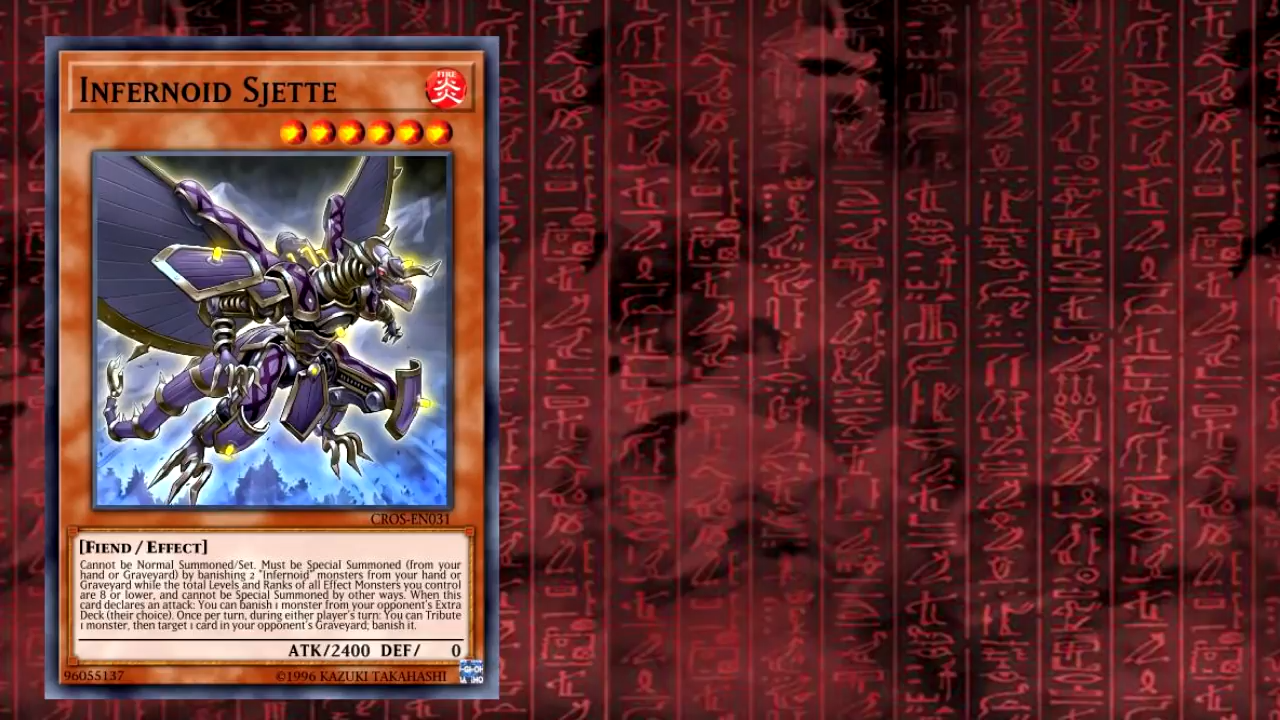 Infernoid Sjette
FIRE
炎
CROS-EN031
[Fiend / Effect]
Cannot be Normal Summoned/Set. Must be Special Summoned (from your
hand or Graveyard) by banishing 2 "Infernoid" monsters from your hand or
Graveyard while the total Levels and Ranks of all Effect Monsters you control
are 8 or lower, and cannot be Special Summoned by other ways. When this
card declares an attack: You can banish 1 monster from your opponent's Extra
Deck (their choice). Once per turn, during either player's turn: You can Tribute
1 monster, then target 1 card in your opponent's Graveyard; banish it.
ATK/2400 DEF/ 0
96055137 ©1996 KAZUKI TAKAHASHI